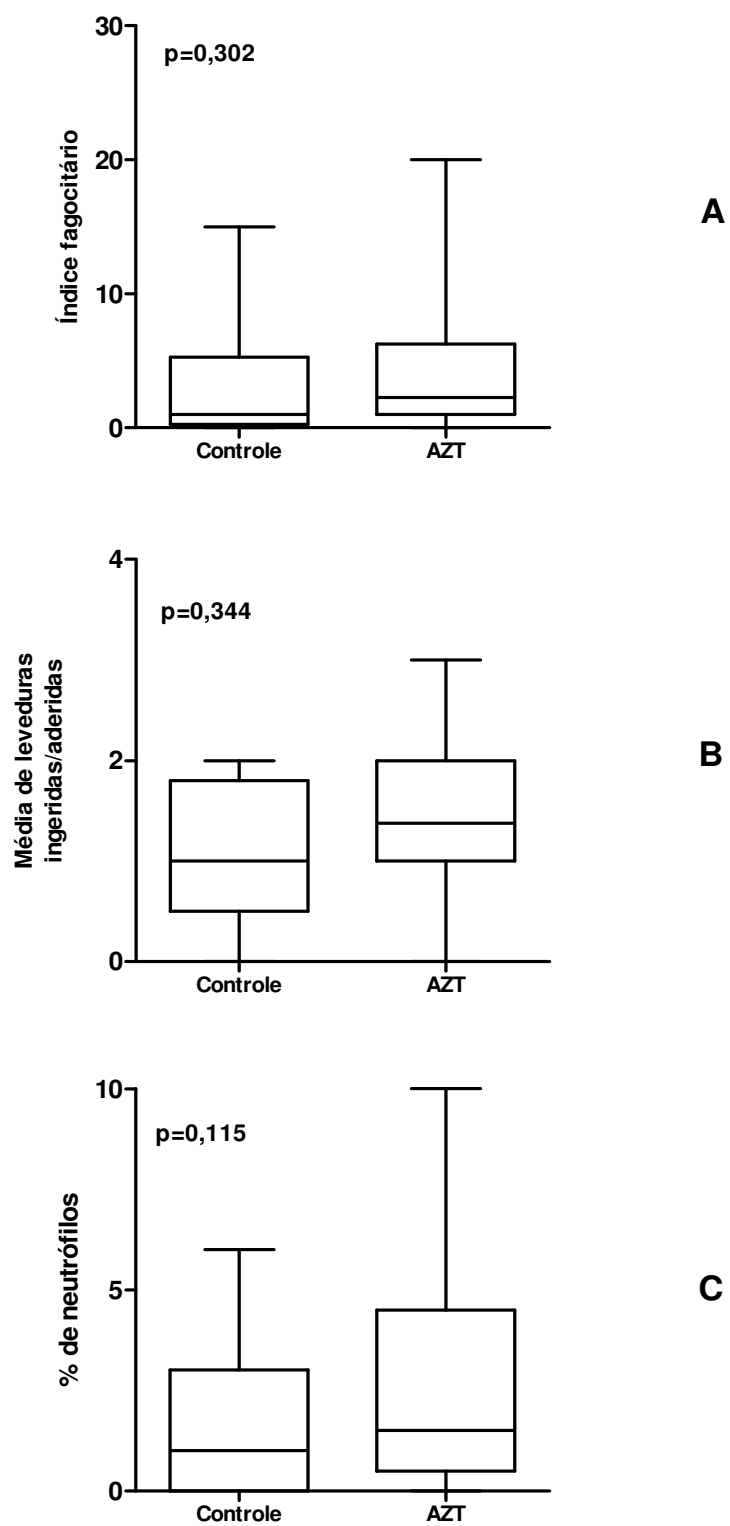 30
p=0,302
20
Índice fagocitário
A
10
0
Controle
AZT
4
p=0,344
Média de leveduras
ingeridas/aderidas
B
2
0
Controle
AZT
10
p=0,115
% de neutrófilos
C
5
0
Controle
AZT